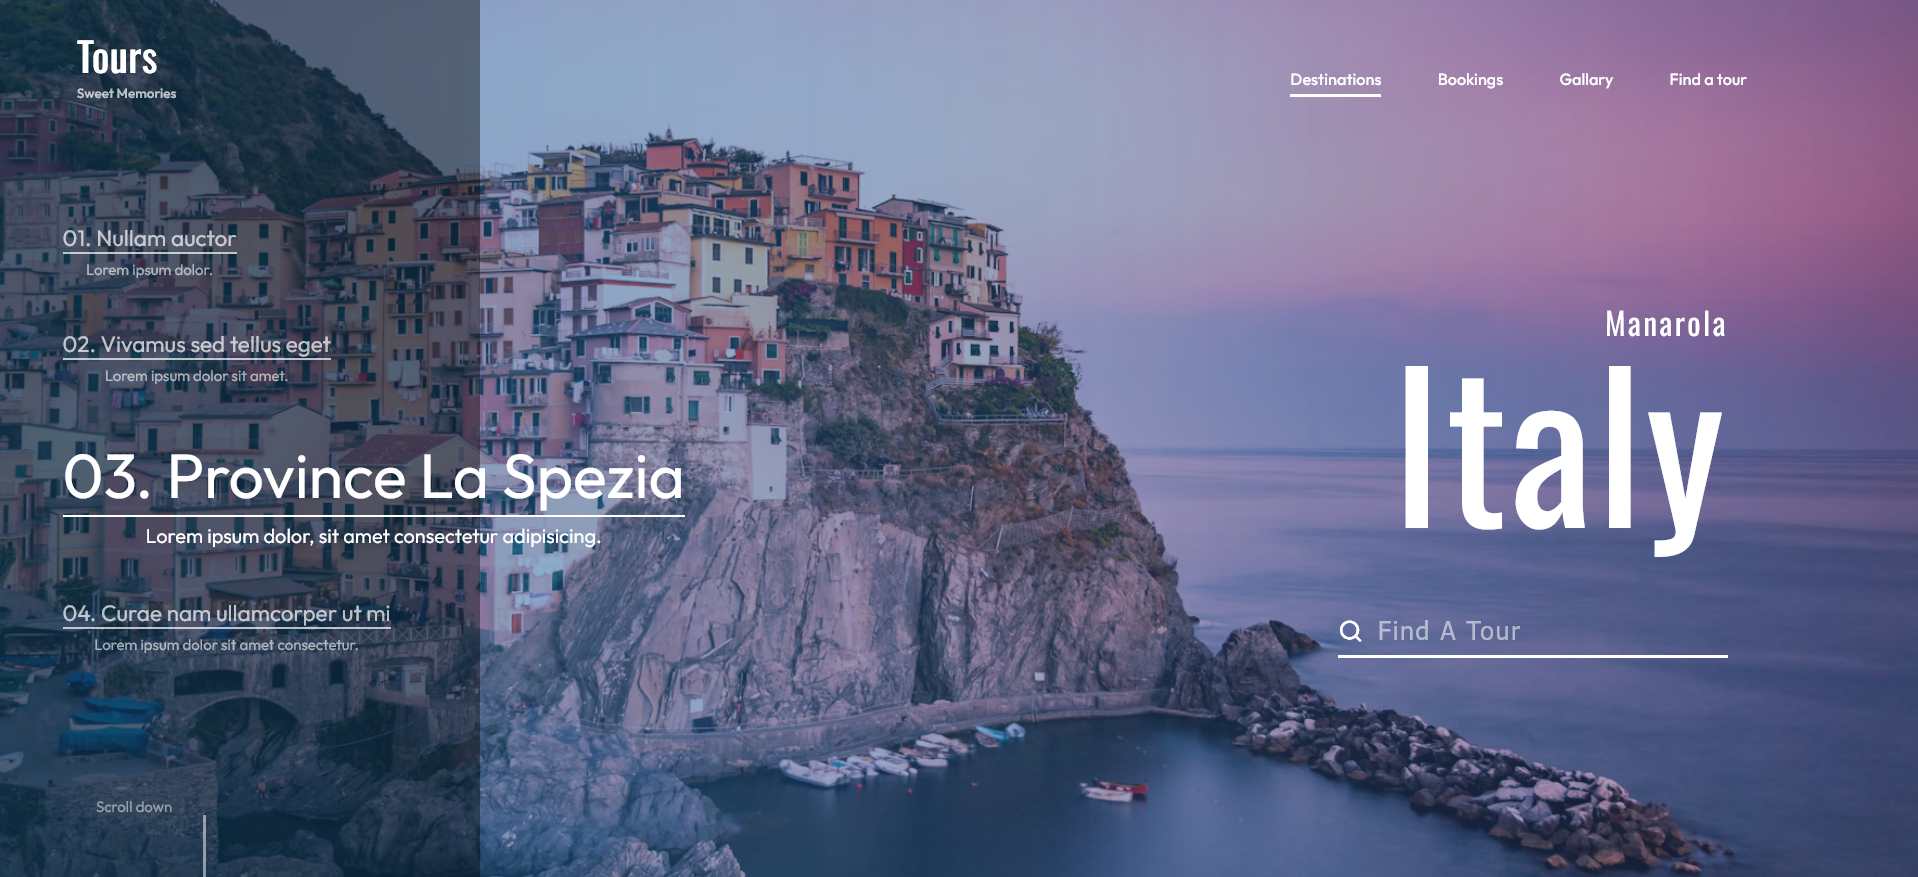 Tours
Sweet Memories
Destinations
Bookings
Gallary
Find a tour
01. Nullam auctor
Lorem ipsum dolor.
02. Vivamus sed tellus eget
Lorem ipsum dolor sit amet.
03. Province La Spezia
Lorem ipsum dolor, sit amet consectetur adipisicing.
04. Curae nam ullamcorper ut mi
Lorem ipsum dolor sit amet consectetur.
Scroll down
Manarola
Italy
Find A Tour